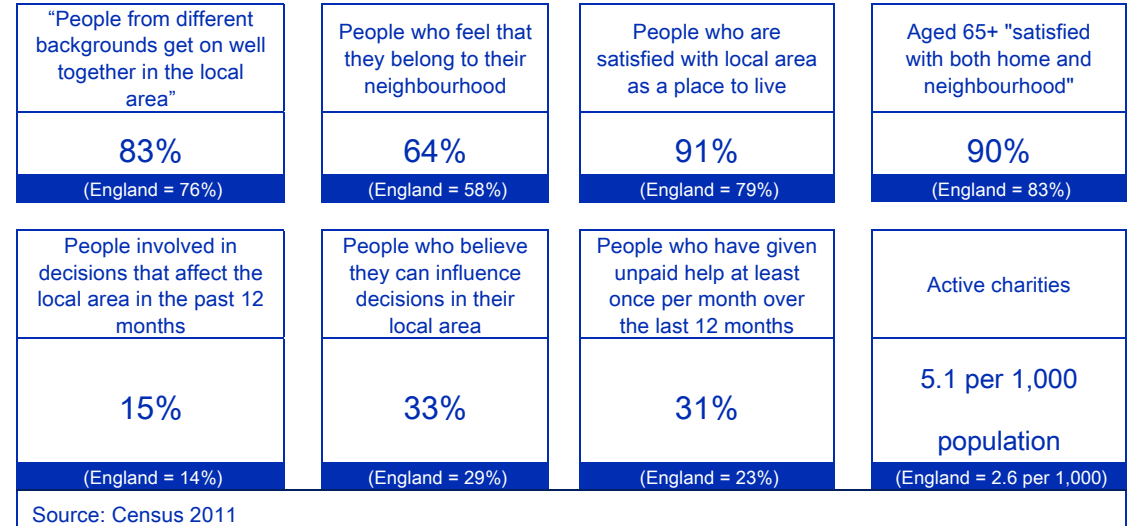 “People from different
backgrounds get on well
together in the local
area”
83%
(England = 76%)
People who feel that
they belong to their
neighbourhood
64%
(England = 58%)
People who are
satisfied with local area
as a place to live
91%
(England = 79%)
Aged 65+ "satisfied
with both home and
neighbourhood"
90%
(England = 83%)
People involved in
decisions that affect the
local area in the past 12
months
15%
(England = 14%)
People who believe
they can influence
decisions in their
local area
33%
(England = 29%)
People who have given
unpaid help at least
once per month over
the last 12 months
31%
(England = 23%)
Active charities
5.1 per 1,000
population
(England = 2.6 per 1,000)
Source: Census 2011